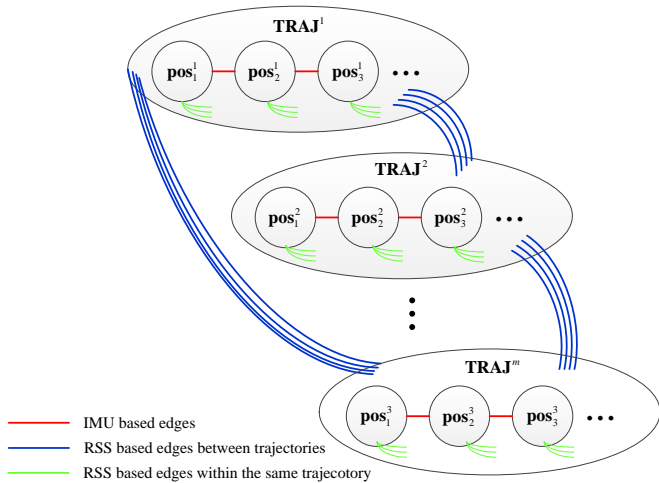 TRAJ¹
pos₁¹ pos₂¹ pos₃¹ •••
TRAJ²
pos₁² pos₂² pos₃² •••
TRAJᵐ
pos₁³ pos₂³ pos₃³ •••
IMU based edges
RSS based edges between trajectories
RSS based edges within the same trajecotory